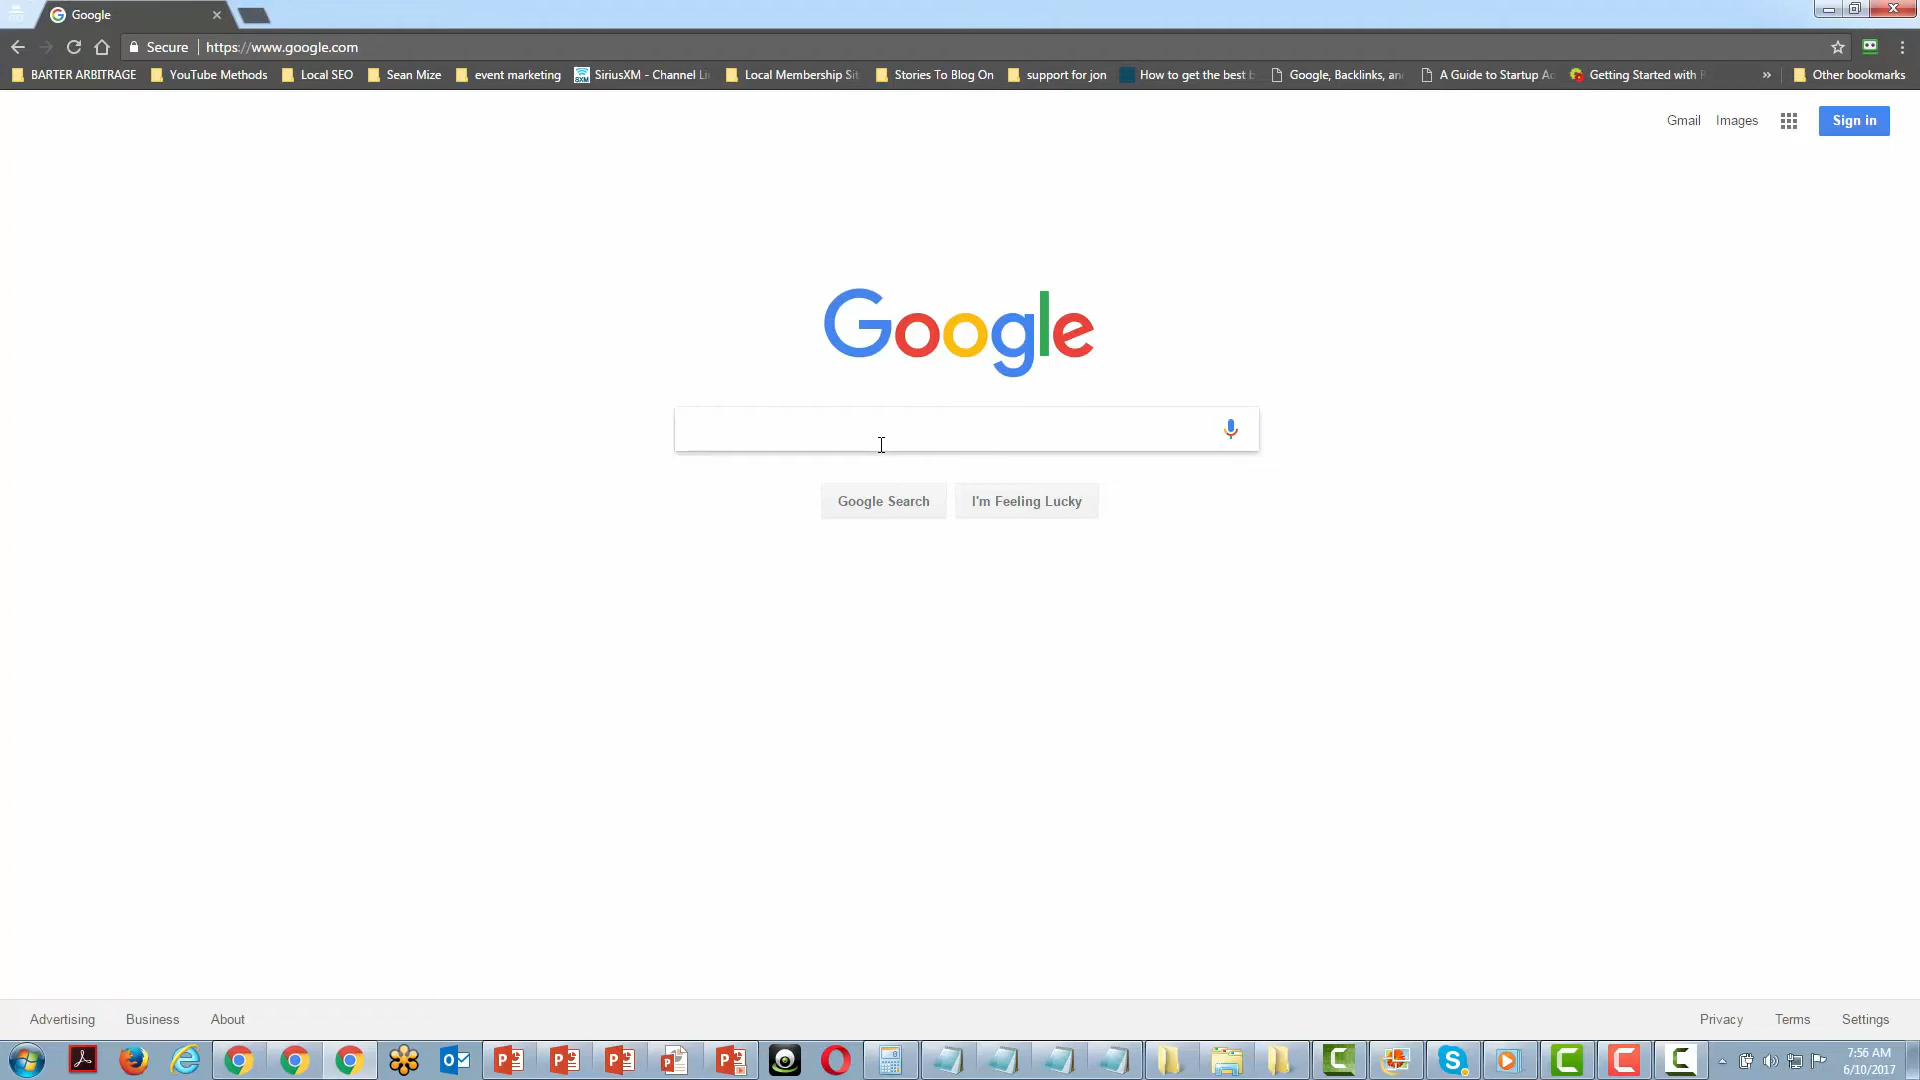 Google
Secure https://www.google.com
BARTER ARBITRAGE YouTube Methods Local SEO Sean Mize event marketing SiriusXM - Channel Li Local Membership Sit Stories To Blog On support for jon How to get the best Google, Backlinks, an A Guide to Startup Getting Started with » Other bookmarks
Gmail Images Sign in
Google
Google Search I'm Feeling Lucky
Advertising Business About Privacy Terms Settings
7:56 AM
6/10/2017